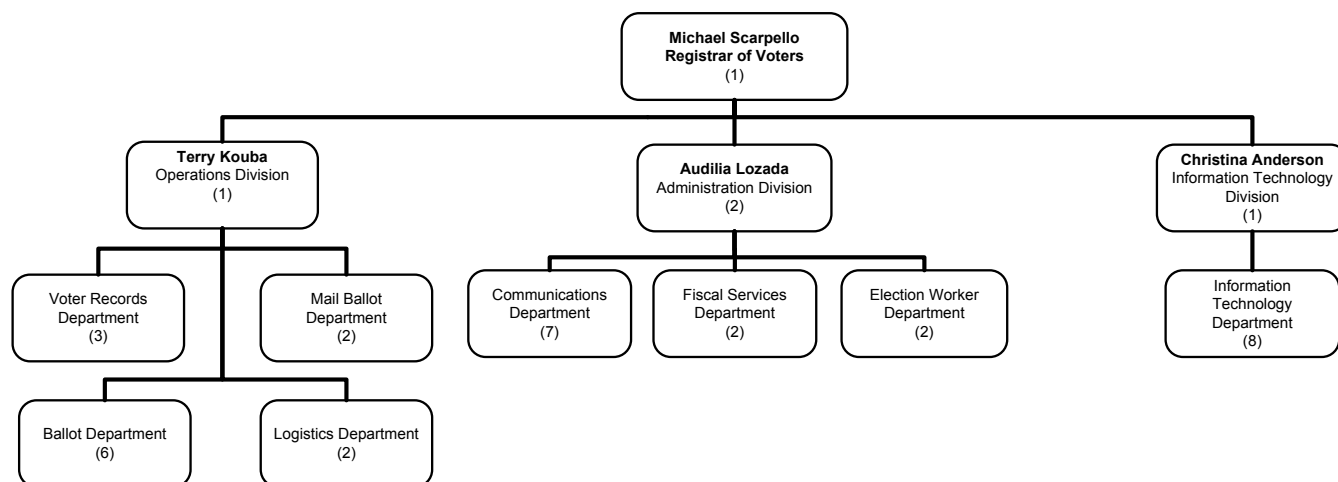 Michael Scarpello
Registrar of Voters
(1)
Terry Kouba
Operations Division
(1)
Audilia Lozada
Administration Division
(2)
Christina Anderson
Information Technology
Division
(1)
Voter Records
Department
(3)
Mail Ballot
Department
(2)
Communications
Department
(7)
Fiscal Services
Department
(2)
Election Worker
Department
(2)
Information
Technology
Department
(8)
Ballot Department
(6)
Logistics Department
(2)